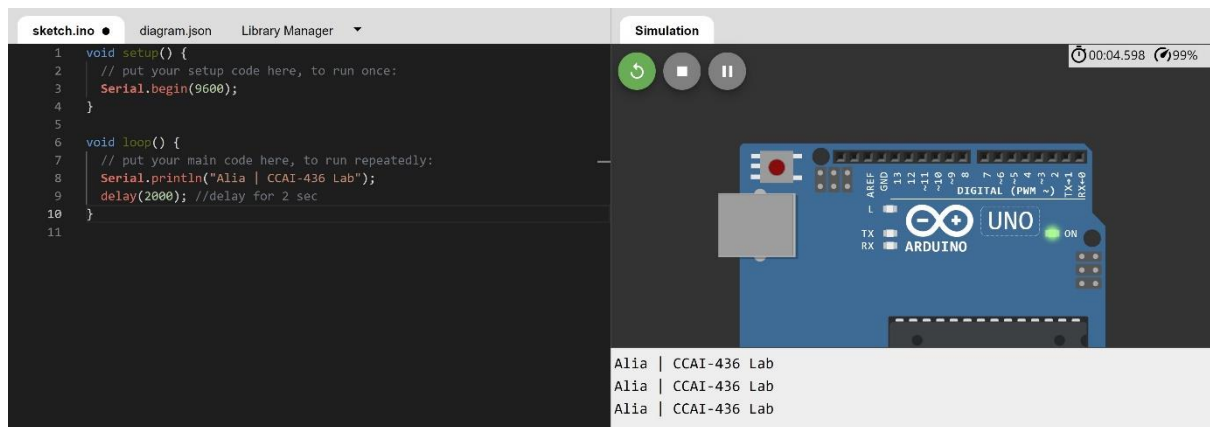 sketch.ino ●
diagram.json
Library Manager
1 void setup() {
2 // put your setup code here, to run once:
3 Serial.begin(9600);
4 }
5
6 void loop() {
7 // put your main code here, to run repeatedly:
8 Serial.println("Alia | CCAI-436 Lab");
9 delay(2000); //delay for 2 sec
10 }
11
Simulation
00:04.598 99%
AREF
GND
13
12
~11
~10
~9
8
7
~6
~5
4
~3
2
TX→1
RX←0
DIGITAL (PWM ~)
L
TX
RX
UNO
ON
ARDUINO
Alia | CCAI-436 Lab
Alia | CCAI-436 Lab
Alia | CCAI-436 Lab